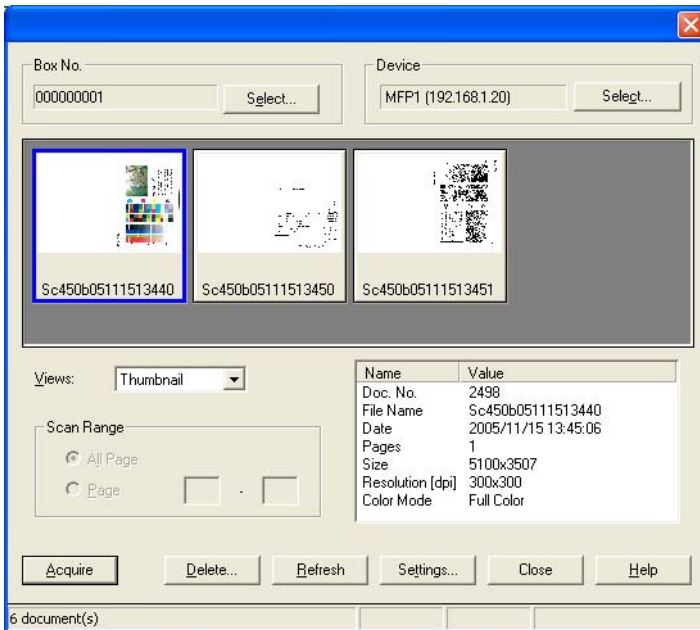 Box No.
000000001
Select...
Device
MFP1 (192.168.1.20)
Select...
Sc450b05111513440
Sc450b05111513450
Sc450b05111513451
Views:
Thumbnail
Scan Range
All Page
Page
-
Name Value
Doc. No. 2498
File Name Sc450b05111513440
Date 2005/11/15 13:45:06
Pages 1
Size 5100x3507
Resolution [dpi] 300x300
Color Mode Full Color
Acquire
Delete...
Refresh
Settings...
Close
Help
6 document(s)